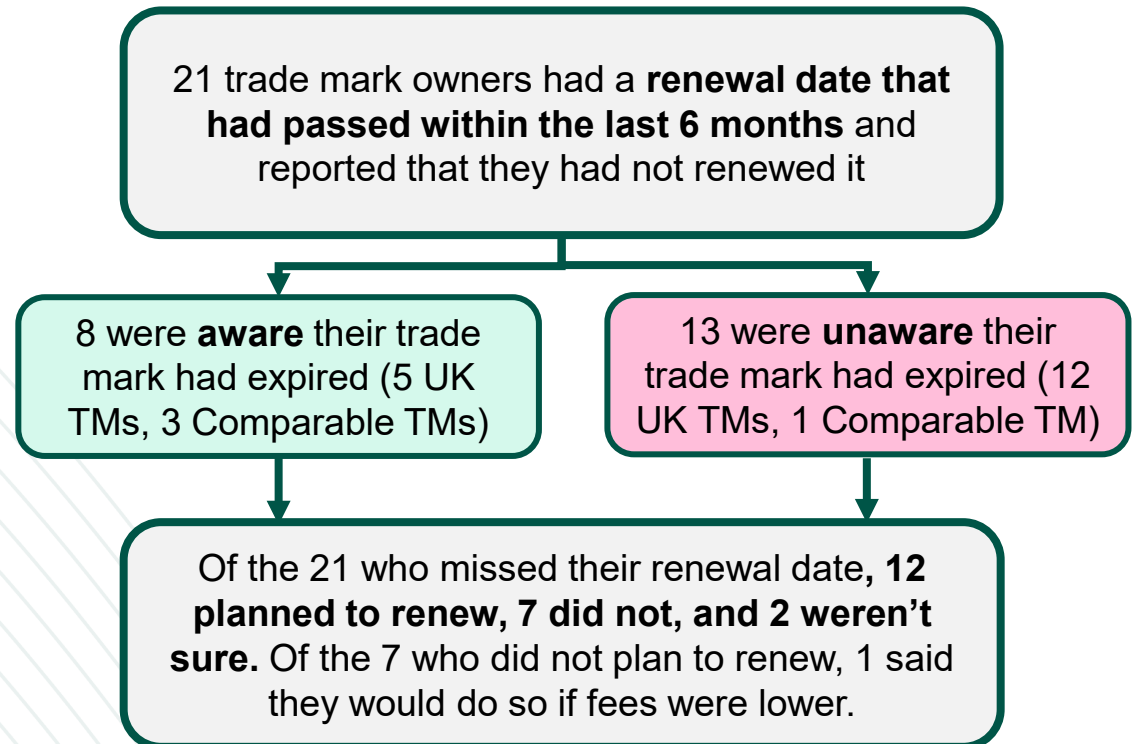 21 trade mark owners had a renewal date that
had passed within the last 6 months and
reported that they had not renewed it
8 were aware their trade
mark had expired (5 UK
TMs, 3 Comparable TMs)
13 were unaware their
trade mark had expired (12
UK TMs, 1 Comparable TM)
Of the 21 who missed their renewal date, 12
planned to renew, 7 did not, and 2 weren’t
sure. Of the 7 who did not plan to renew, 1 said
they would do so if fees were lower.